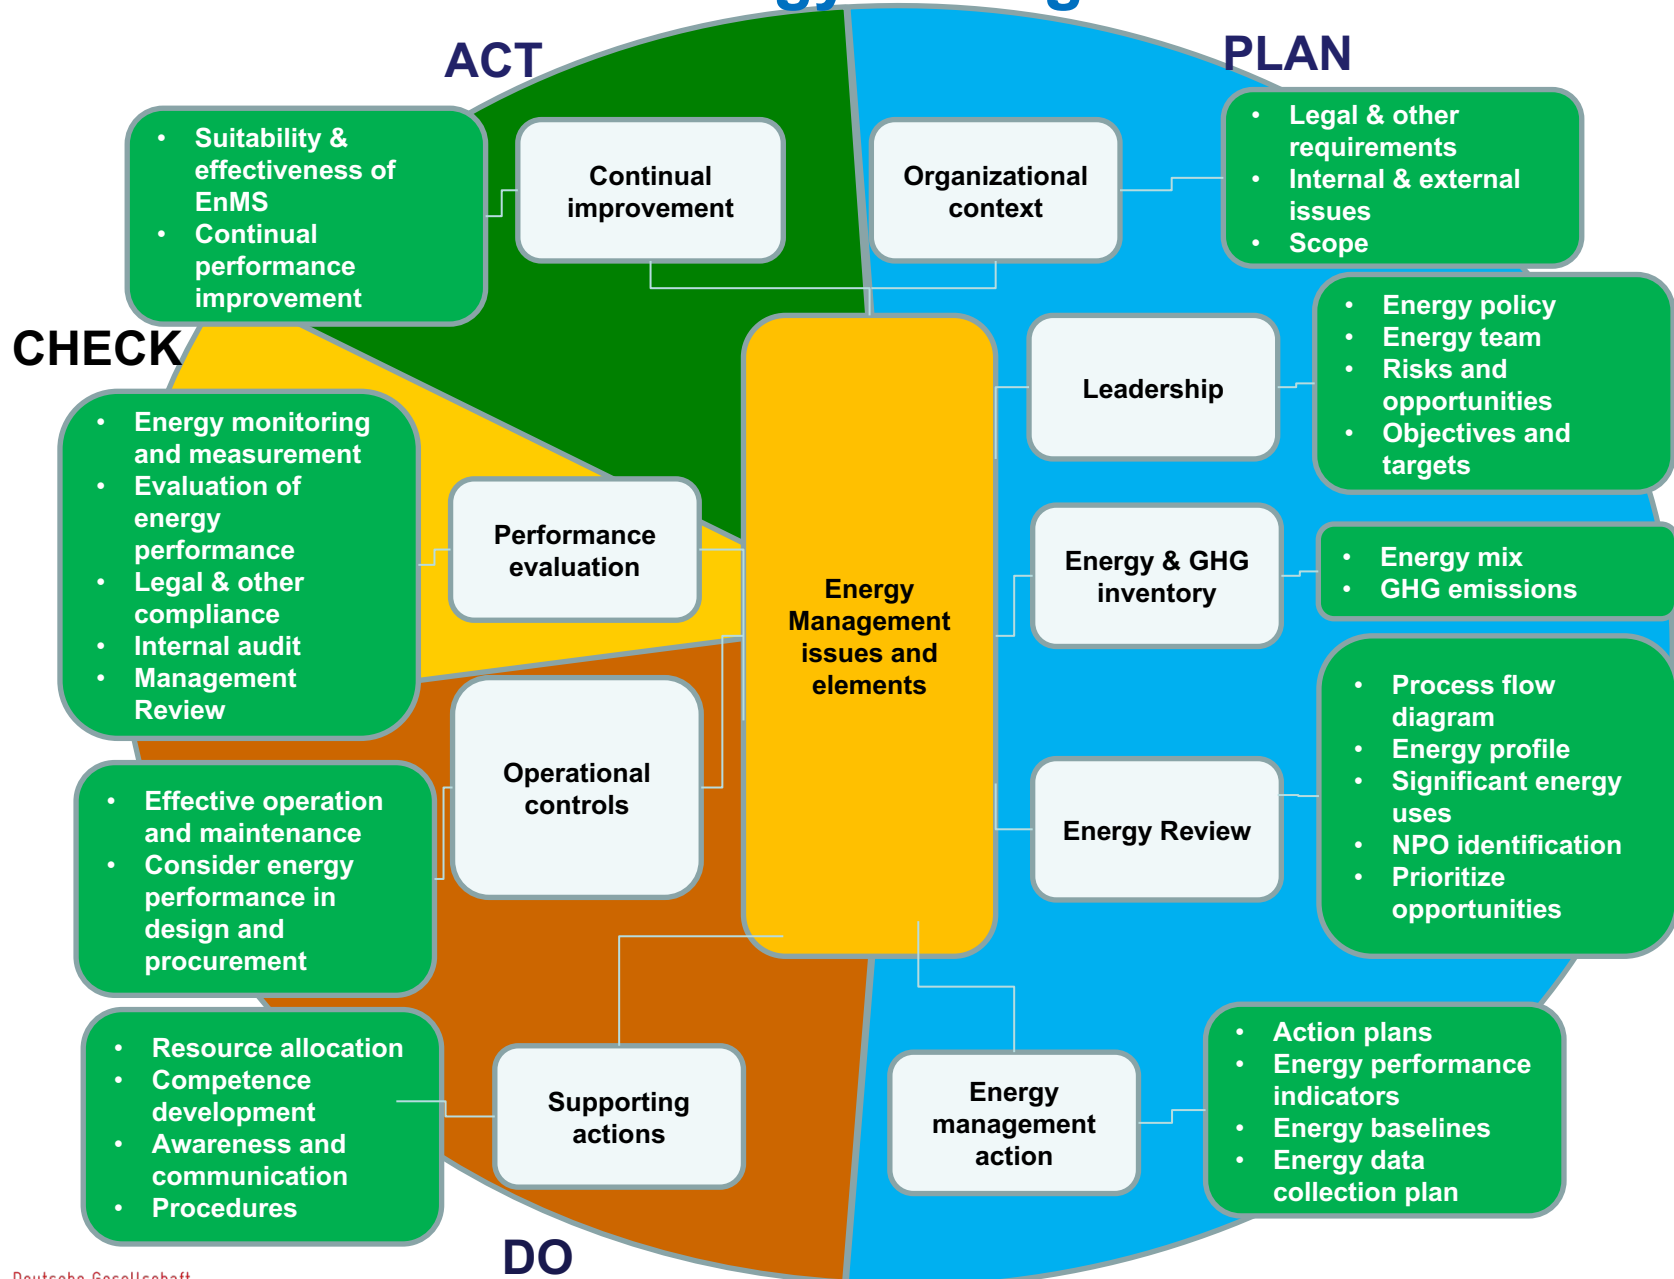 ACT
PLAN
• Suitability &
effectiveness of
EnMS
• Continual
performance
improvement
Continual
improvement
Organizational
context
• Legal & other
requirements
• Internal & external
issues
• Scope
CHECK
Leadership
• Energy policy
• Energy team
• Risks and
opportunities
• Objectives and
targets
• Energy monitoring
and measurement
• Evaluation of
energy
performance
• Legal & other
compliance
• Internal audit
• Management
Review
Performance
evaluation
Energy
Management
issues and
elements
Energy & GHG
inventory
• Energy mix
• GHG emissions
Operational
controls
• Effective operation
and maintenance
• Consider energy
performance in
design and
procurement
Energy Review
• Process flow
diagram
• Energy profile
• Significant energy
uses
• NPO identification
• Prioritize
opportunities
• Resource allocation
• Competence
development
• Awareness and
communication
• Procedures
Supporting
actions
Energy
management
action
• Action plans
• Energy performance
indicators
• Energy baselines
• Energy data
collection plan
DO
Deutsche Gesellschaft